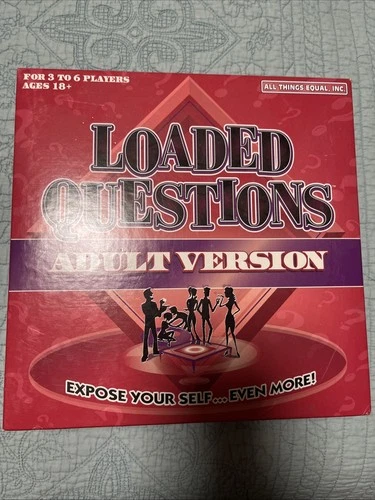 FOR 3 TO 6 PLAYERS
AGES 18+
ALL THINGS EQUAL, INC.
LOADED
QUESTIONS
ADULT VERSION
EXPOSE YOUR SELF...EVEN MORE!